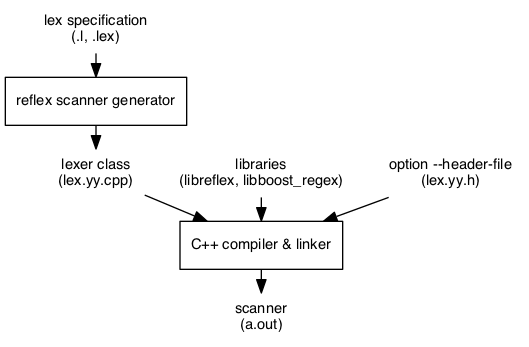 lex specification
(.l, .lex)
reflex scanner generator
lexer class
(lex.yy.cpp)
libraries
(libreflex, libboost_regex)
option --header-file
(lex.yy.h)
C++ compiler & linker
scanner
(a.out)